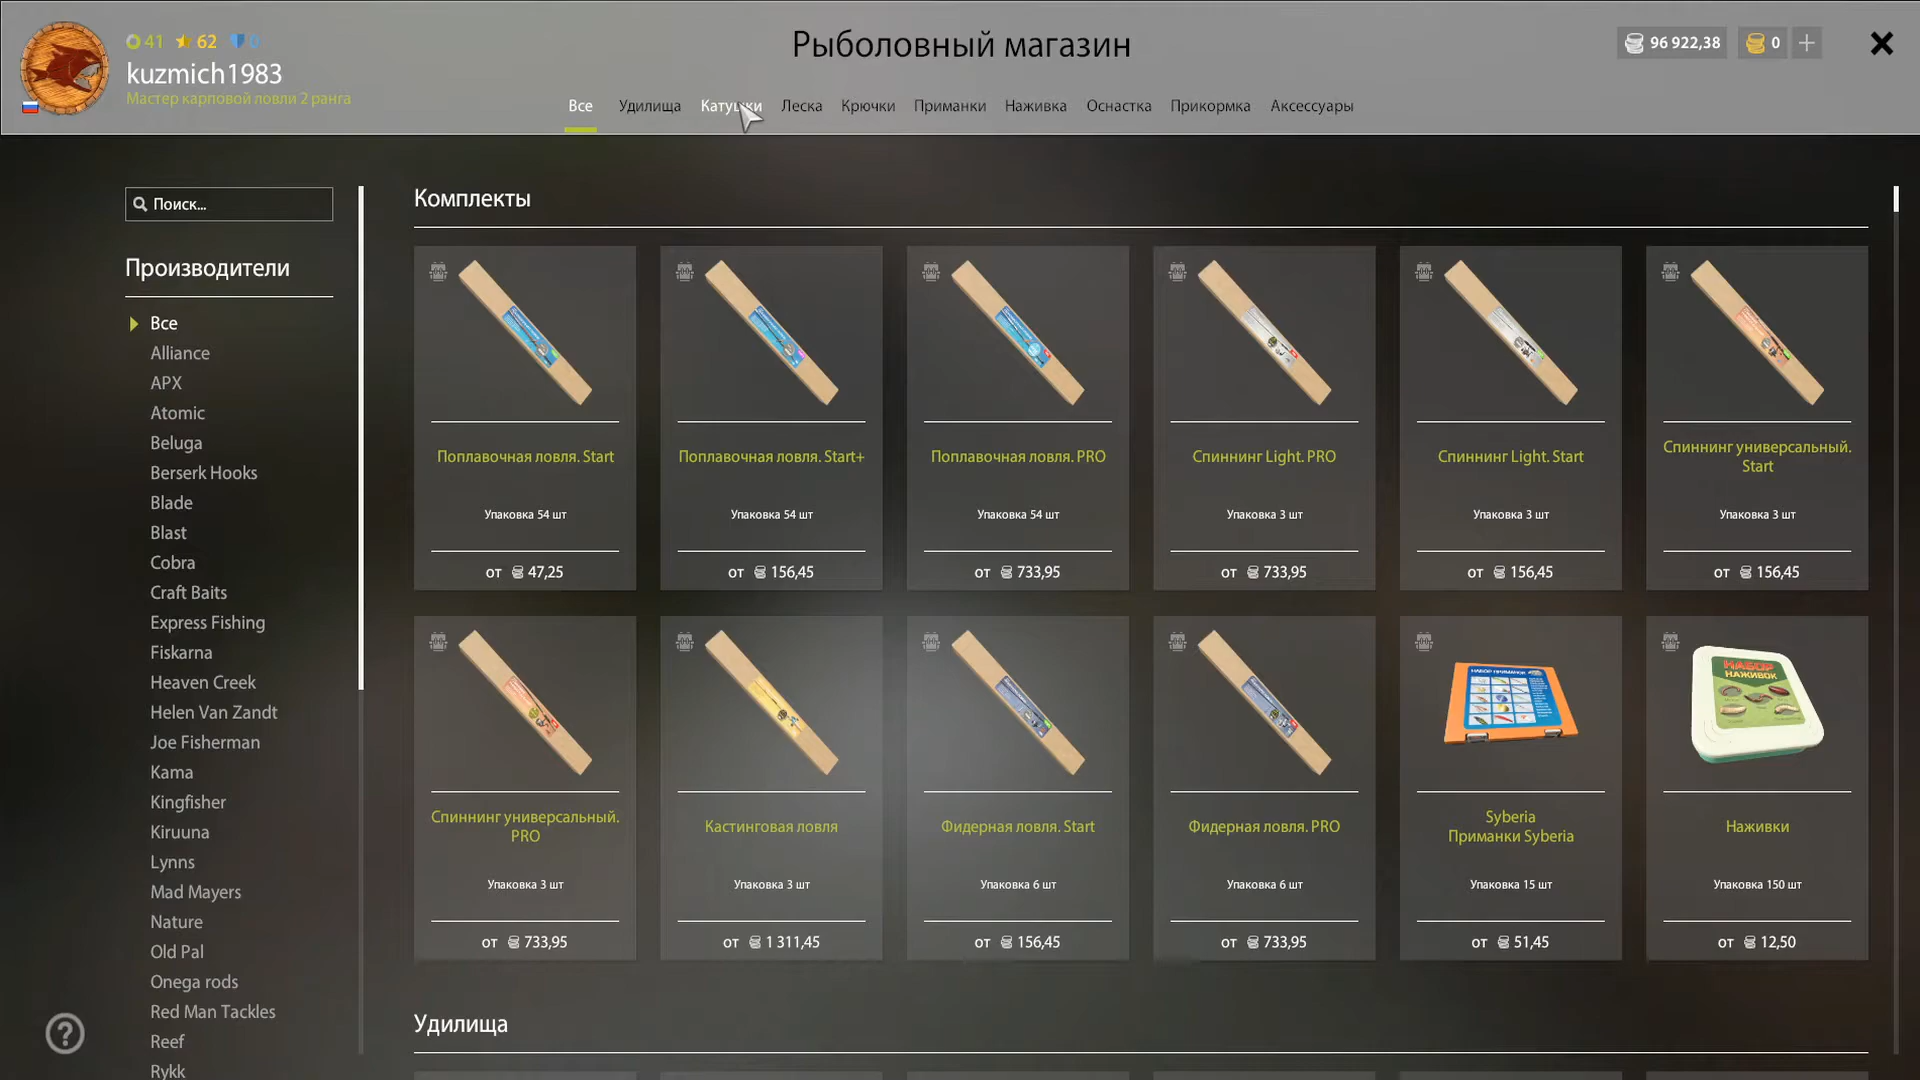 41 62 0
kuzmich1983
Мастер карповой ловли 2 ранга
Рыболовный магазин
96 922,38 0
Все Удилища Катушки Леска Крючки Приманки Наживка Оснастка Прикормка Аксессуары
Поиск...
Производители
Все
Alliance
APX
Atomic
Beluga
Berserk Hooks
Blade
Blast
Cobra
Craft Baits
Express Fishing
Fiskarna
Heaven Creek
Helen Van Zandt
Joe Fisherman
Kama
Kingfisher
Kiruuna
Lynns
Mad Mayers
Nature
Old Pal
Onega rods
Red Man Tackles
Reef
Rykk
Комплекты
Поплавочная ловля. Start
Упаковка 54 шт
от 47,25
Поплавочная ловля. Start+
Упаковка 54 шт
от 156,45
Поплавочная ловля. PRO
Упаковка 54 шт
от 733,95
Спиннинг Light. PRO
Упаковка 3 шт
от 733,95
Спиннинг Light. Start
Упаковка 3 шт
от 156,45
Спиннинг универсальный.
Start
Упаковка 3 шт
от 156,45
Спиннинг универсальный.
PRO
Упаковка 3 шт
от 733,95
Кастинговая ловля
Упаковка 3 шт
от 1 311,45
Фидерная ловля. Start
Упаковка 6 шт
от 156,45
Фидерная ловля. PRO
Упаковка 6 шт
от 733,95
НАБОР ПРИМАНОК
Syberia
Приманки Syberia
Упаковка 15 шт
от 51,45
НАБОР
НАЖИВОК
Наживки
Упаковка 150 шт
от 12,50
Удилища